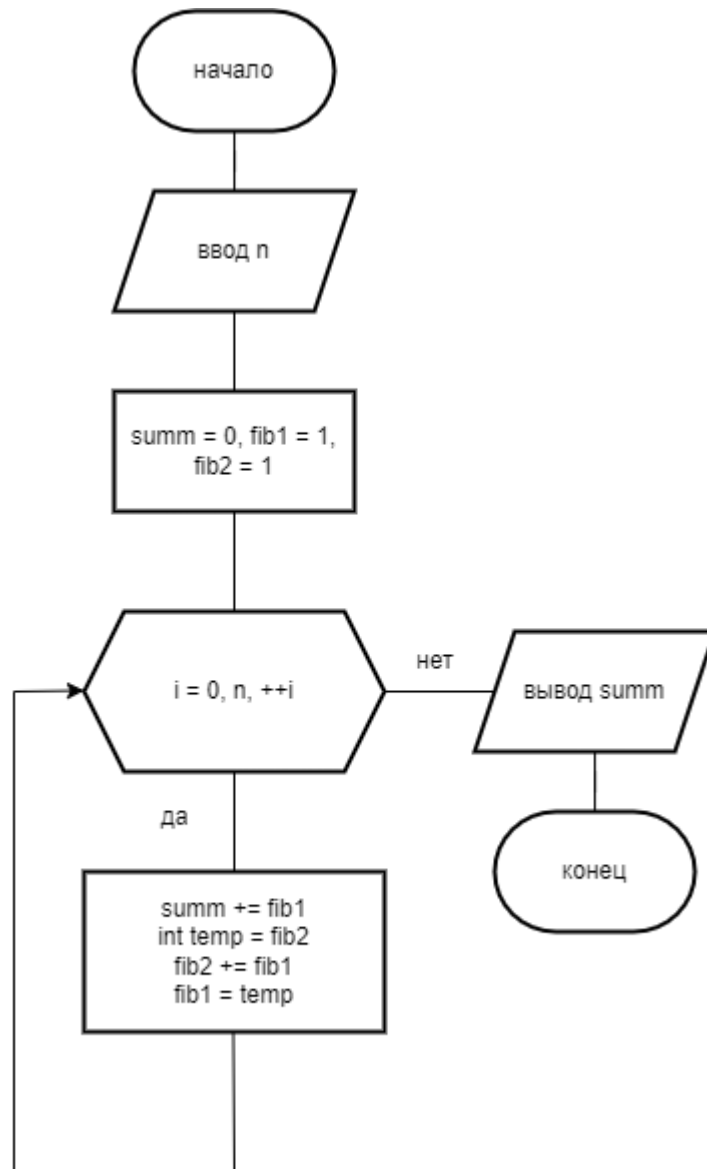 начало
ввод n
summ = 0, fib1 = 1,
fib2 = 1
i = 0, n, ++i
нет
вывод summ
да
конец
summ += fib1
int temp = fib2
fib2 += fib1
fib1 = temp